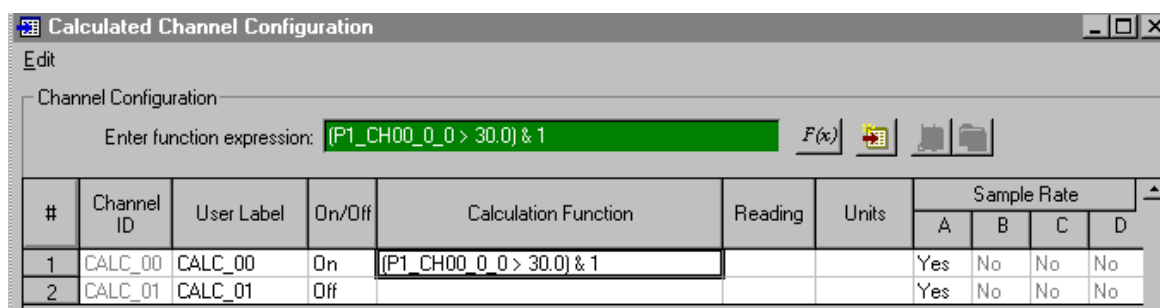 Calculated Channel Configuration
Edit
Channel Configuration
Enter function expression: (P1_CH00_0_0 > 30.0) & 1 F(x)
# Channel ID User Label On/Off Calculation Function Reading Units Sample Rate
A B C D
1 CALC_00 CALC_00 On (P1_CH00_0_0 > 30.0) & 1 Yes No No No
2 CALC_01 CALC_01 Off Yes No No No